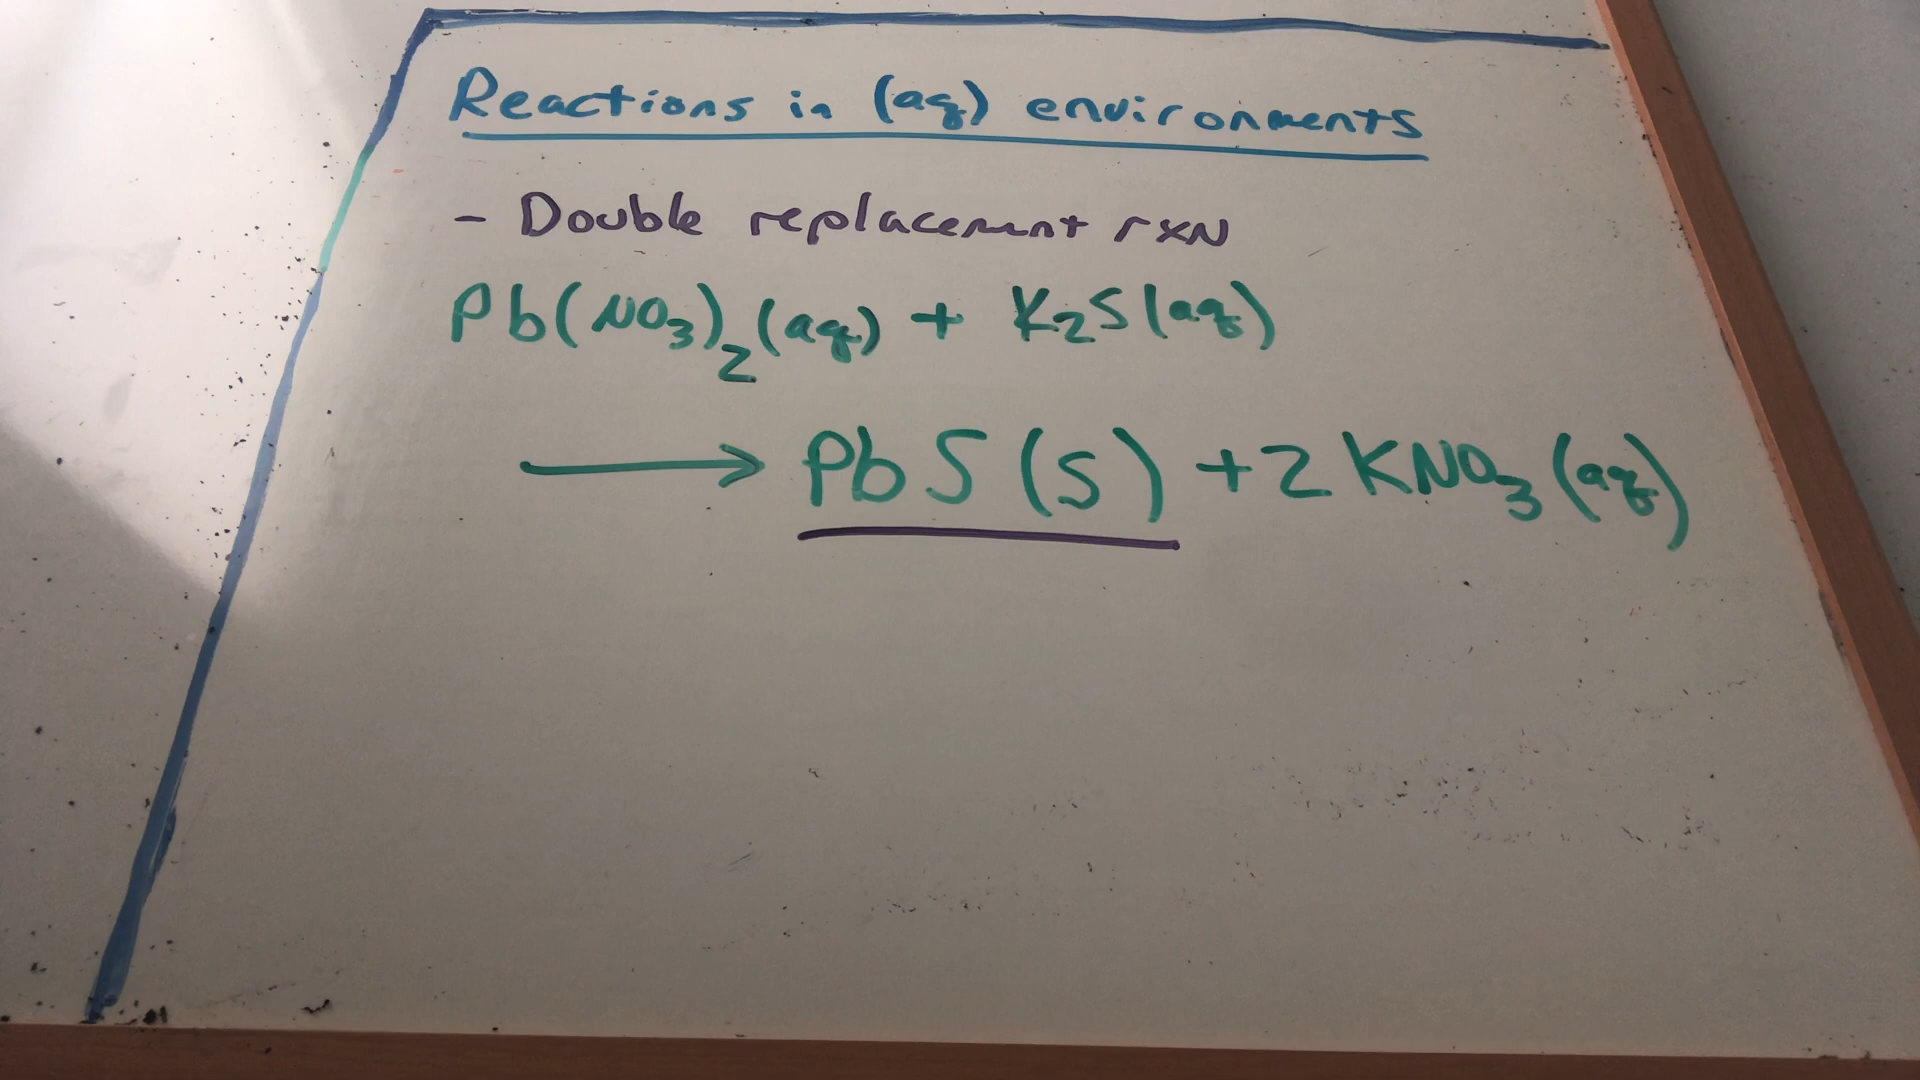 Reactions in (aq) environments
- Double replacement rxN
Pb(NO₃)₂(aq) + K₂S(aq)
→ PbS(s) + 2KNO₃(aq)